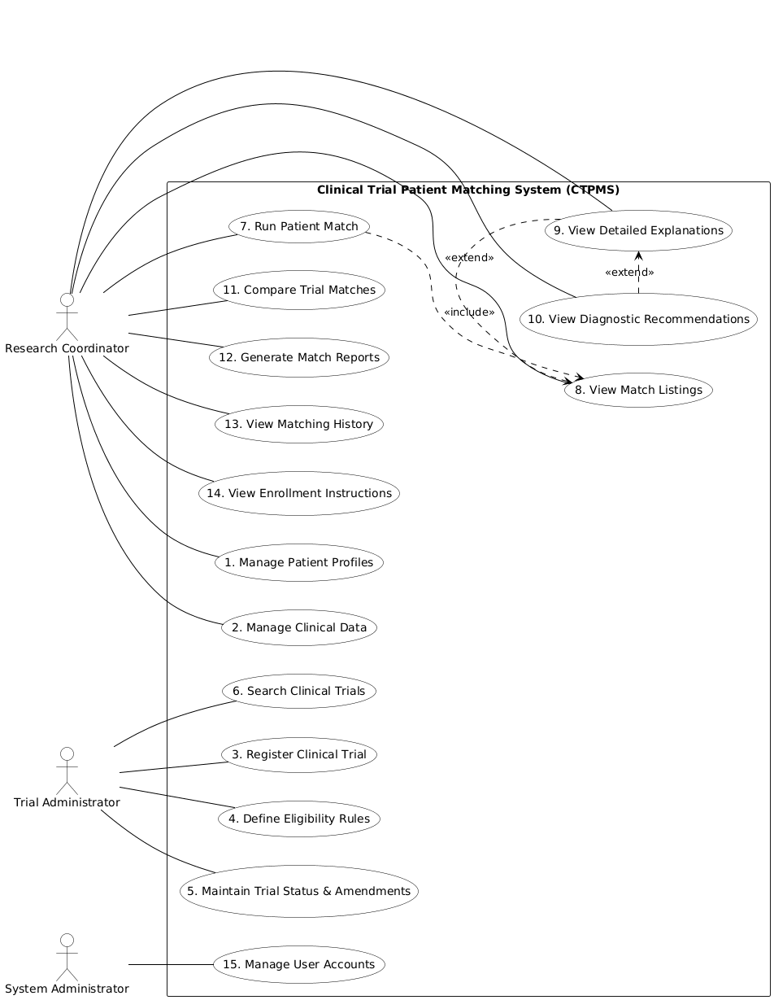 Clinical Trial Patient Matching System (CTPMS)
7. Run Patient Match
9. View Detailed Explanations
«extend»
«extend»
11. Compare Trial Matches
«include»
10. View Diagnostic Recommendations
Research Coordinator
12. Generate Match Reports
8. View Match Listings
13. View Matching History
14. View Enrollment Instructions
1. Manage Patient Profiles
2. Manage Clinical Data
6. Search Clinical Trials
3. Register Clinical Trial
Trial Administrator
4. Define Eligibility Rules
5. Maintain Trial Status & Amendments
15. Manage User Accounts
System Administrator